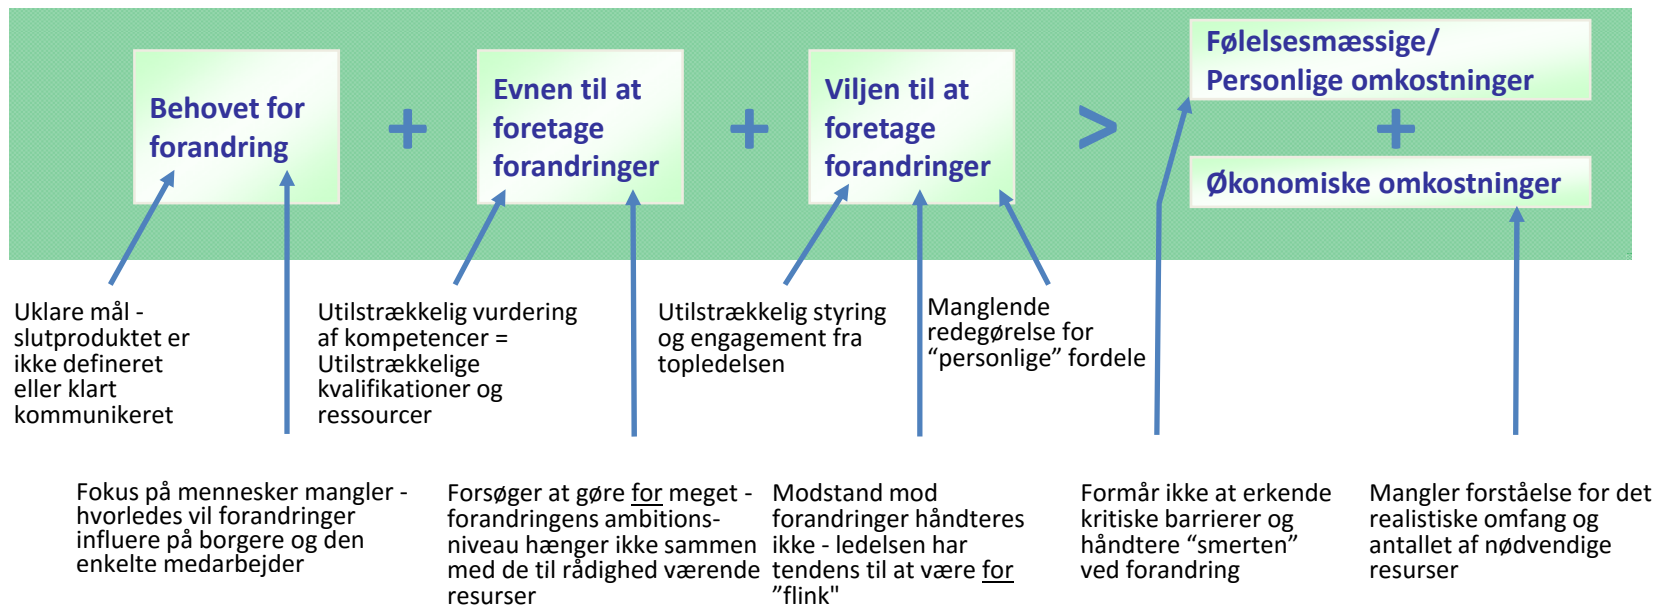 Behovet for
forandring
+
Evnen til at
foretage
forandringer
+
Viljen til at
foretage
forandringer
>
Følelsesmæssige/
Personlige omkostninger
+
Økonomiske omkostninger
Uklare mål -
slutproduktet er
ikke defineret
eller klart
kommunikeret
Utilstrækkelig vurdering
af kompetencer =
Utilstrækkelige
kvalifikationer og
ressourcer
Utilstrækkelig styring
og engagement fra
topledelsen
Manglende
redegørelse for
“personlige” fordele
Fokus på mennesker mangler -
hvorledes vil forandringer
influere på borgere og den
enkelte medarbejder
Forsøger at gøre for meget -
forandringens ambitions-
niveau hænger ikke sammen
med de til rådighed værende
resurser
Modstand mod
forandringer håndteres
ikke - ledelsen har
tendens til at være for
”flink"
Formår ikke at erkende
kritiske barrierer og
håndtere “smerten”
ved forandring
Mangler forståelse for det
realistiske omfang og
antallet af nødvendige
resurser